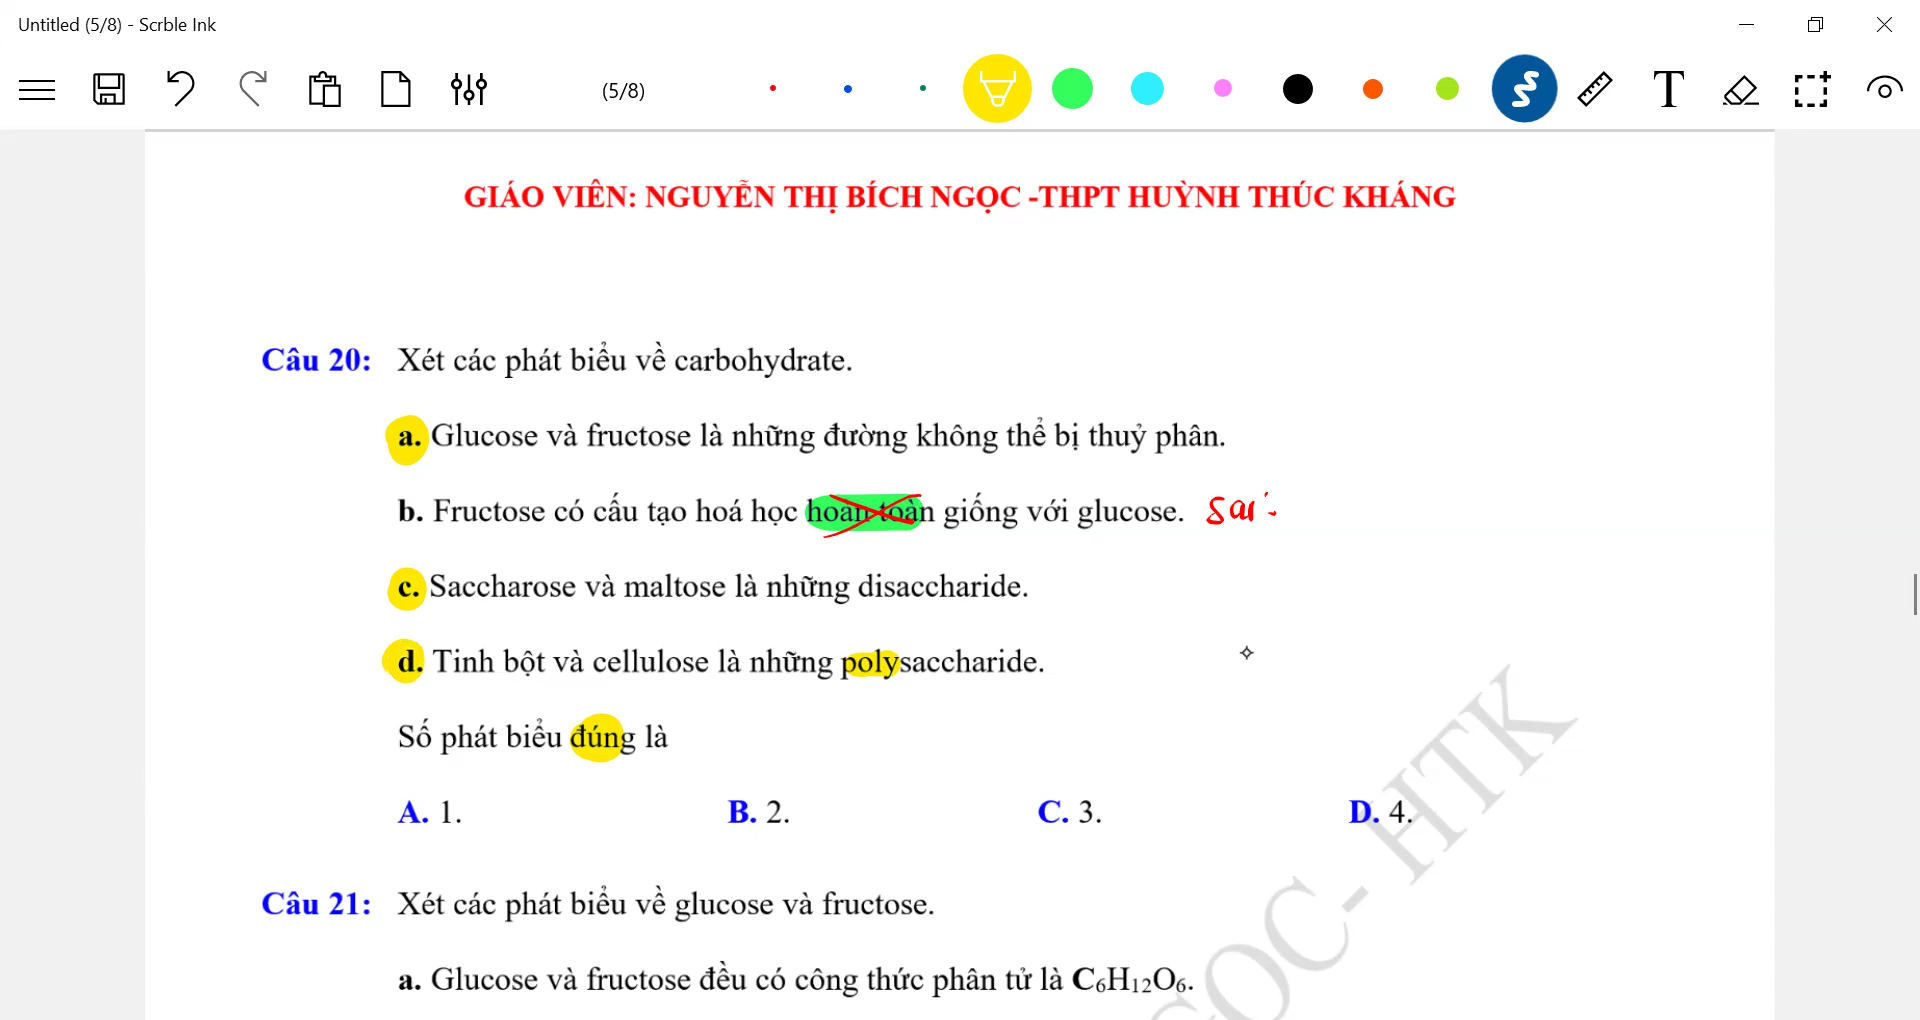 Untitled (5/8) - Scrble Ink
(5/8)
T
GIÁO VIÊN: NGUYỄN THỊ BÍCH NGỌC -THPT HUỲNH THÚC KHÁNG
Câu 20: Xét các phát biểu về carbohydrate.
a. Glucose và fructose là những đường không thể bị thuỷ phân.
b. Fructose có cấu tạo hoá học hoàn toàn giống với glucose. sai
c. Saccharose và maltose là những disaccharide.
d. Tinh bột và cellulose là những polysaccharide.
Số phát biểu đúng là
A. 1. B. 2. C. 3. D. 4.
Câu 21: Xét các phát biểu về glucose và fructose.
a. Glucose và fructose đều có công thức phân tử là C₆H₁₂O₆.
GỌC- HTK